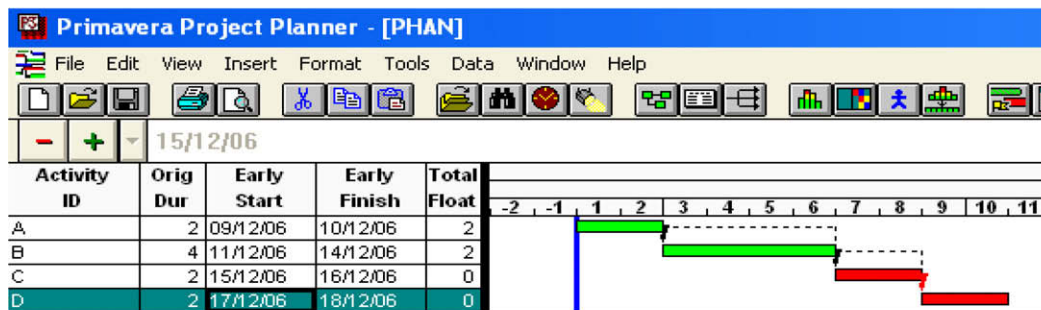 Primavera Project Planner - [PHAN]
File Edit View Insert Format Tools Data Window Help
15/12/06
Activity ID Orig Dur Early Start Early Finish Total Float
-2 -1 1 2 3 4 5 6 7 8 9 10 11
A 2 09/12/06 10/12/06 2
B 4 11/12/06 14/12/06 2
C 2 15/12/06 16/12/06 0
D 2 17/12/06 18/12/06 0